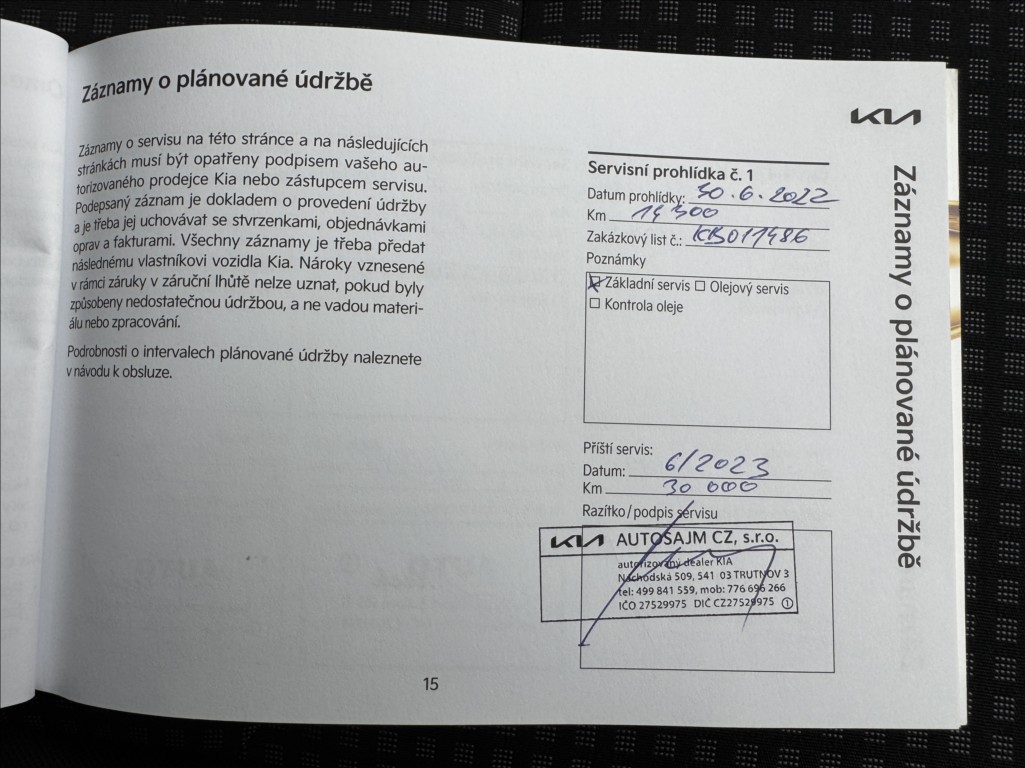 Záznamy o plánované údržbě
Záznamy o servisu na této stránce a na následujících
stránkách musí být opatřeny podpisem vašeho au-
torizovaného prodejce Kia nebo zástupcem servisu.
Podepsaný záznam je dokladem o provedení údržby
a je třeba jej uchovávat se stvrzenkami, objednávkami
oprav a fakturami. Všechny záznamy je třeba předat
následnému vlastníkovi vozidla Kia. Nároky vznesené
v rámci záruky v záruční lhůtě nelze uznat, pokud byly
způsobeny nedostatečnou údržbou, a ne vadou materi-
álu nebo zpracování.
Podrobnosti o intervalech plánované údržby naleznete
v návodu k obsluze.
15
KIA
Servisní prohlídka č. 1
Datum prohlídky: 30.6.2022
Km 14 300
Zakázkový list č.:
Poznámky
Základní servis Olejový servis
Kontrola oleje
Příští servis:
Datum: 6/2023
Km 30 000
Razítko/podpis servisu
KIA AUTOSAJM CZ, s.r.o.
autorizovaný dealer KIA
Náchodská 509, 541 03 TRUTNOV 3
tel: 499 841 559, mob: 776 696 266
IČO 27529975 DIČ CZ27529975 1
Záznamy o plánované údržbě